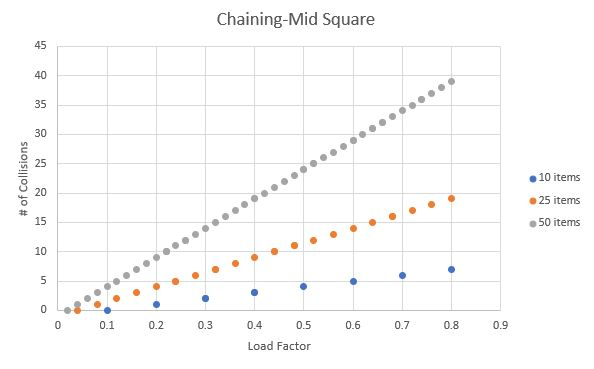 Chaining-Mid Square
45
40
35
30
25
20
15
10
5
0
# of Collisions
0 0.1 0.2 0.3 0.4 0.5 0.6 0.7 0.8 0.9
Load Factor
10 items
25 items
50 items